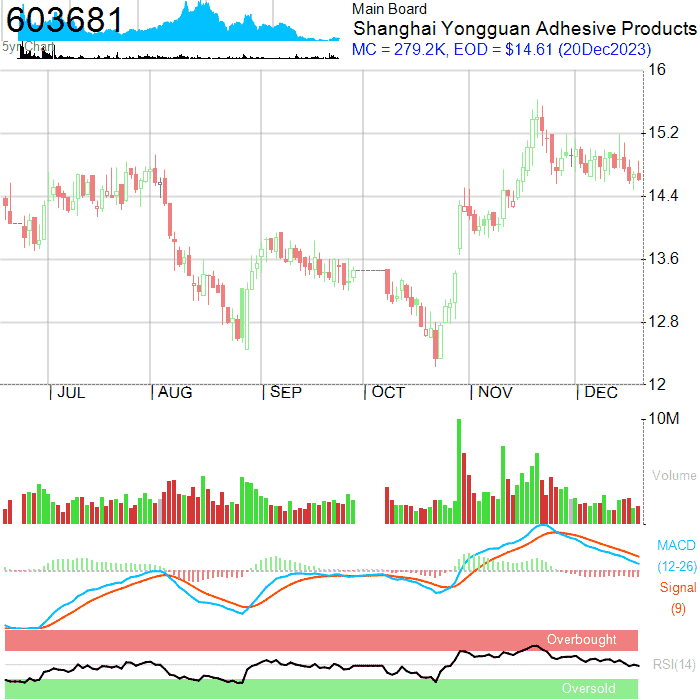 603681
Main Board
Shanghai Yongguan Adhesive Products
5yr Chart
MC = 279.2K, EOD = $14.61 (20Dec2023)
16
15.2
14.4
13.6
12.8
12
JUL AUG SEP OCT NOV DEC
10M
Volume
MACD
(12-26)
Signal
(9)
Overbought
RSI(14)
Oversold